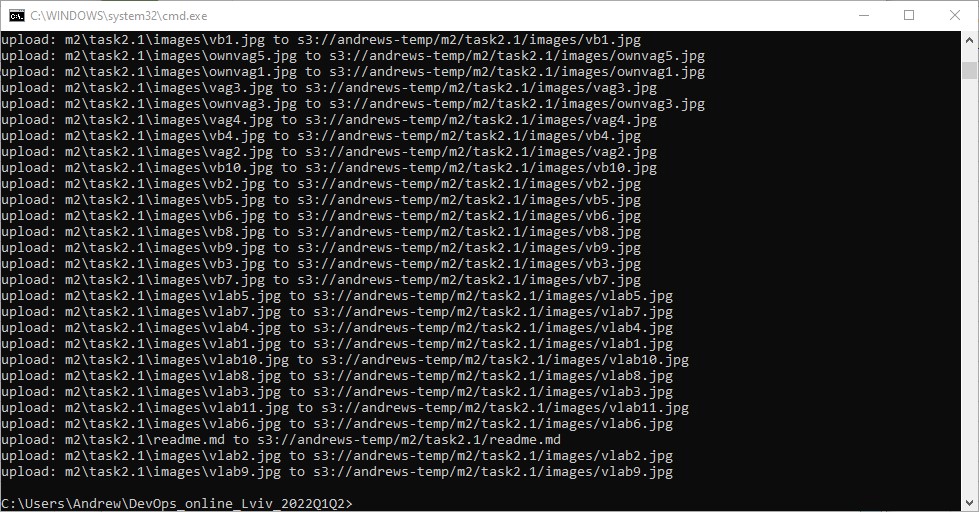 C:\WINDOWS\system32\cmd.exe
upload: m2\task2.1\images\vb1.jpg to s3://andrews-temp/m2/task2.1/images/vb1.jpg
upload: m2\task2.1\images\ownvag5.jpg to s3://andrews-temp/m2/task2.1/images/ownvag5.jpg
upload: m2\task2.1\images\ownvag1.jpg to s3://andrews-temp/m2/task2.1/images/ownvag1.jpg
upload: m2\task2.1\images\vag3.jpg to s3://andrews-temp/m2/task2.1/images/vag3.jpg
upload: m2\task2.1\images\ownvag3.jpg to s3://andrews-temp/m2/task2.1/images/ownvag3.jpg
upload: m2\task2.1\images\vag4.jpg to s3://andrews-temp/m2/task2.1/images/vag4.jpg
upload: m2\task2.1\images\vb4.jpg to s3://andrews-temp/m2/task2.1/images/vb4.jpg
upload: m2\task2.1\images\vag2.jpg to s3://andrews-temp/m2/task2.1/images/vag2.jpg
upload: m2\task2.1\images\vb10.jpg to s3://andrews-temp/m2/task2.1/images/vb10.jpg
upload: m2\task2.1\images\vb2.jpg to s3://andrews-temp/m2/task2.1/images/vb2.jpg
upload: m2\task2.1\images\vb5.jpg to s3://andrews-temp/m2/task2.1/images/vb5.jpg
upload: m2\task2.1\images\vb6.jpg to s3://andrews-temp/m2/task2.1/images/vb6.jpg
upload: m2\task2.1\images\vb8.jpg to s3://andrews-temp/m2/task2.1/images/vb8.jpg
upload: m2\task2.1\images\vb9.jpg to s3://andrews-temp/m2/task2.1/images/vb9.jpg
upload: m2\task2.1\images\vb3.jpg to s3://andrews-temp/m2/task2.1/images/vb3.jpg
upload: m2\task2.1\images\vb7.jpg to s3://andrews-temp/m2/task2.1/images/vb7.jpg
upload: m2\task2.1\images\vlab5.jpg to s3://andrews-temp/m2/task2.1/images/vlab5.jpg
upload: m2\task2.1\images\vlab7.jpg to s3://andrews-temp/m2/task2.1/images/vlab7.jpg
upload: m2\task2.1\images\vlab4.jpg to s3://andrews-temp/m2/task2.1/images/vlab4.jpg
upload: m2\task2.1\images\vlab1.jpg to s3://andrews-temp/m2/task2.1/images/vlab1.jpg
upload: m2\task2.1\images\vlab10.jpg to s3://andrews-temp/m2/task2.1/images/vlab10.jpg
upload: m2\task2.1\images\vlab8.jpg to s3://andrews-temp/m2/task2.1/images/vlab8.jpg
upload: m2\task2.1\images\vlab3.jpg to s3://andrews-temp/m2/task2.1/images/vlab3.jpg
upload: m2\task2.1\images\vlab11.jpg to s3://andrews-temp/m2/task2.1/images/vlab11.jpg
upload: m2\task2.1\images\vlab6.jpg to s3://andrews-temp/m2/task2.1/images/vlab6.jpg
upload: m2\task2.1\readme.md to s3://andrews-temp/m2/task2.1/readme.md
upload: m2\task2.1\images\vlab2.jpg to s3://andrews-temp/m2/task2.1/images/vlab2.jpg
upload: m2\task2.1\images\vlab9.jpg to s3://andrews-temp/m2/task2.1/images/vlab9.jpg
C:\Users\Andrew\DevOps_online_Lviv_2022Q1Q2>